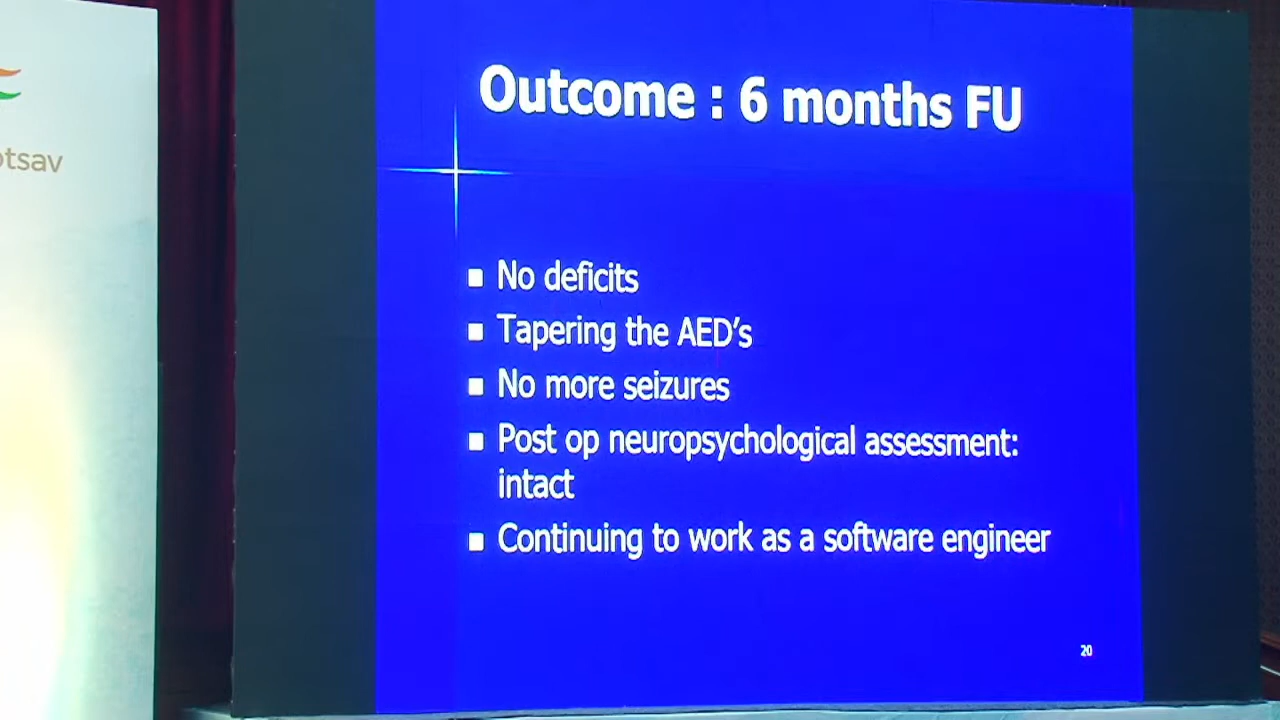 otsav
Outcome : 6 months FU
■ No deficits
■ Tapering the AED's
■ No more seizures
■ Post op neuropsychological assessment:
intact
■ Continuing to work as a software engineer
20